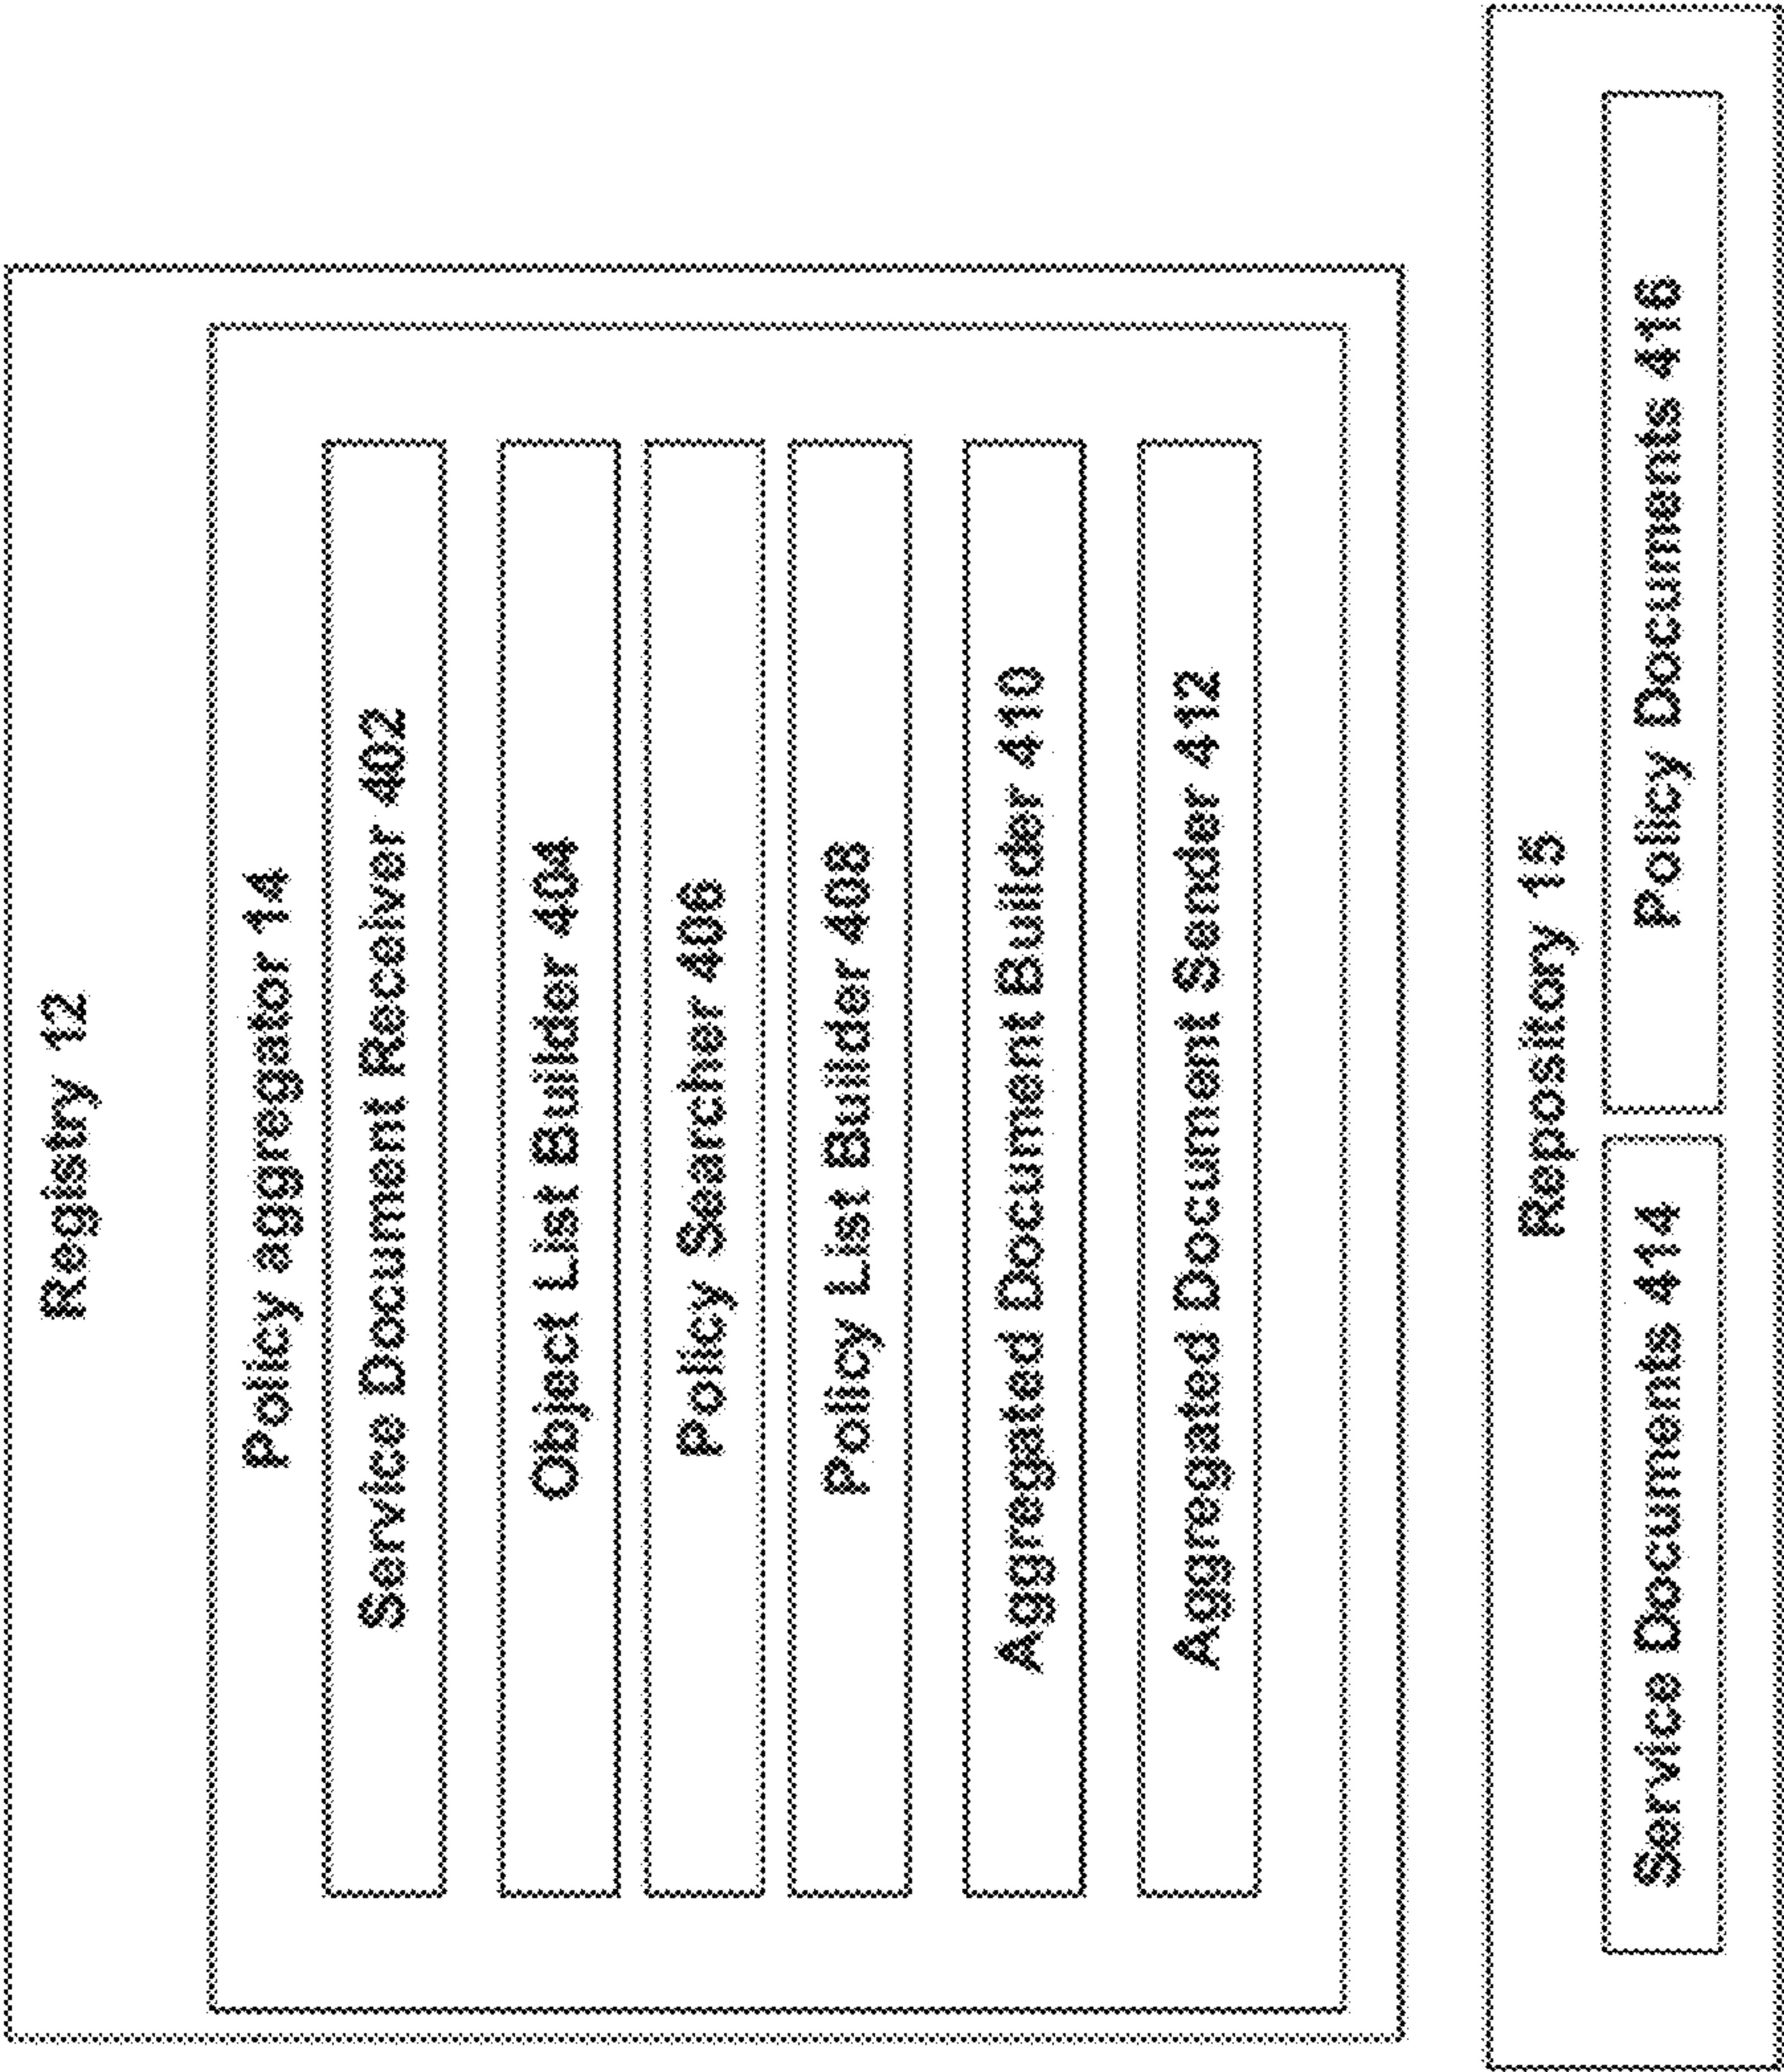 Registry 12
Policy aggregator 14
Service Document Receiver 402
Object List Builder 404
Policy Searcher 406
Policy List Builder 408
Aggregated Document Builder 410
Aggregated Document Sender 412
Repository 15
Service Documents 414
Policy Documents 416